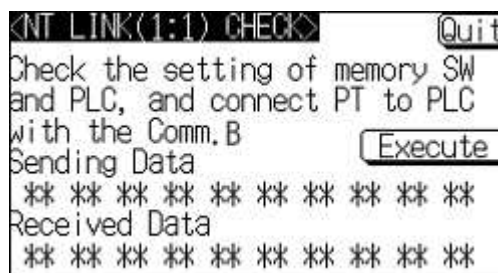 <NT LINK(1:1) CHECK>
Quit
Check the setting of memory SW
and PLC, and connect PT to PLC
with the Comm.B
Execute
Sending Data
** ** ** ** ** ** ** ** ** **
Received Data
** ** ** ** ** ** ** ** ** **